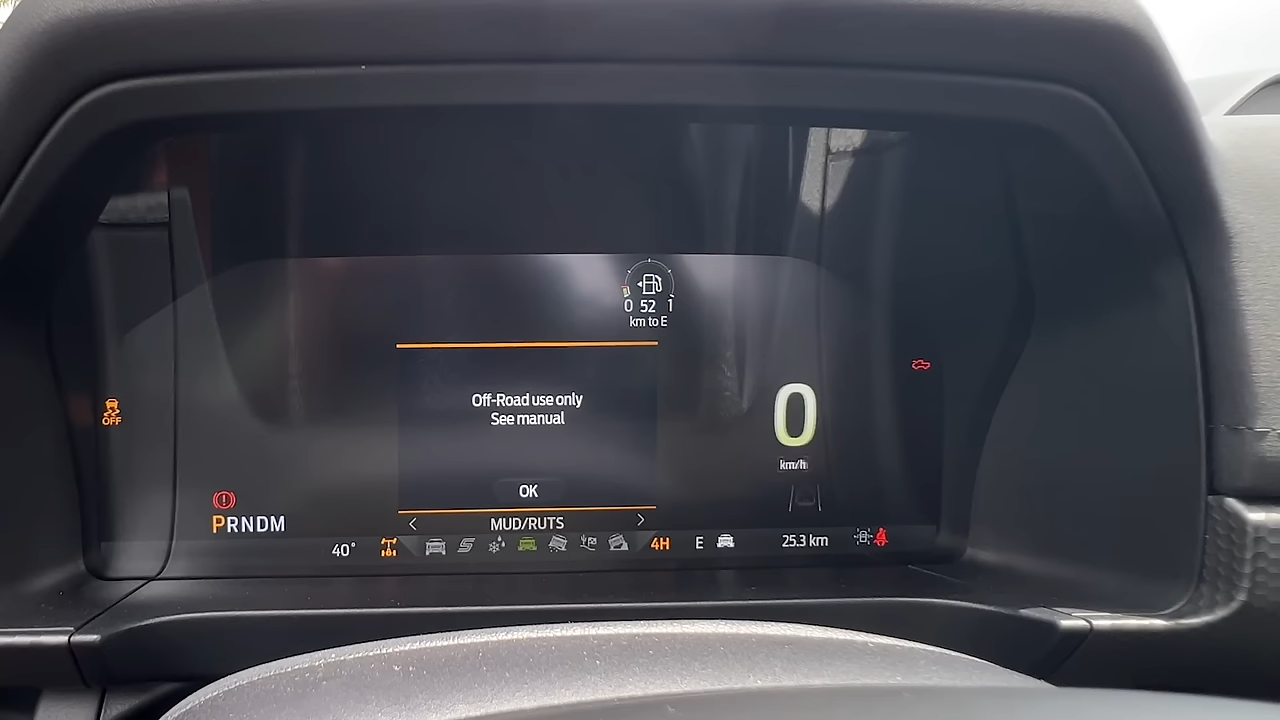 0 52 1
km to E
Off-Road use only
See manual
OK
0
km/h
OFF
PRNDM
< MUD/RUTS >
40° 4H E 25.3 km